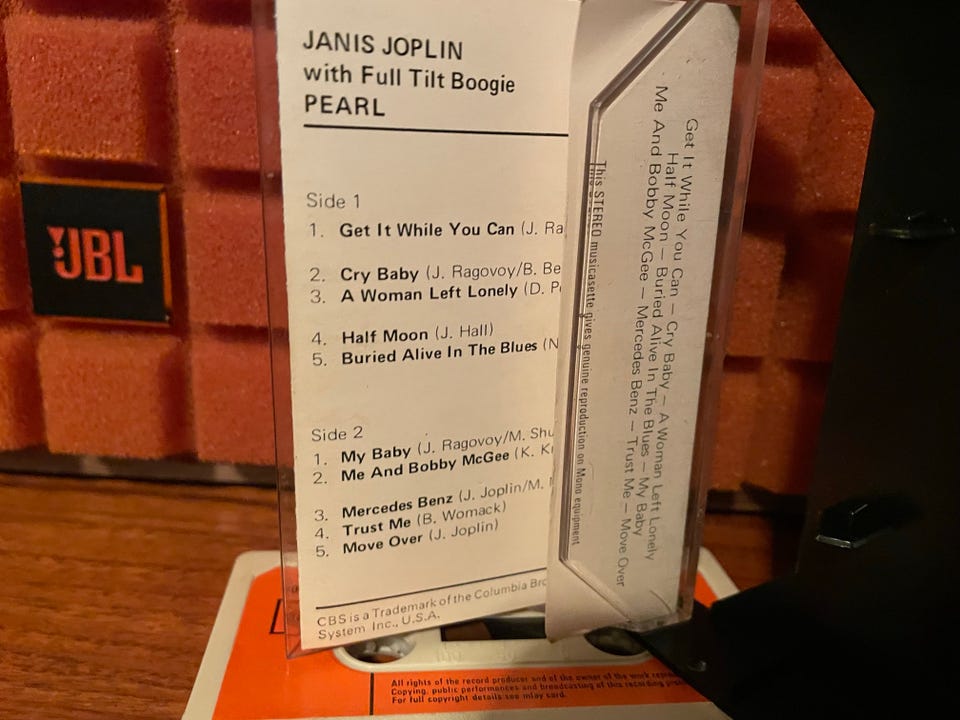 JBL
JANIS JOPLIN
with Full Tilt Boogie
PEARL
Side 1
1. Get It While You Can (J. Ra
2. Cry Baby (J. Ragovoy/B. Be
3. A Woman Left Lonely (D. P
4. Half Moon (J. Hall)
5. Buried Alive In The Blues (N
Side 2
1. My Baby (J. Ragovoy/M. Shu
2. Me And Bobby McGee (K. K
3. Mercedes Benz (J. Joplin/M.
4. Trust Me (B. Womack)
5. Move Over (J. Joplin)
CBS is a Trademark of the Columbia Bro
System Inc., U.S.A.
This STEREO musicasette gives genuine reproduction on Mono equipment
Get It While You Can – Cry Baby – A Woman Left Lonely
Half Moon – Buried Alive In The Blues – My Baby
Me And Bobby McGee – Mercedes Benz – Trust Me – Move Over
100
All rights of the record producer and of the owner of the work repro
Copying, public performances and broadcasting of this recording
For full copyright details see inlay card.